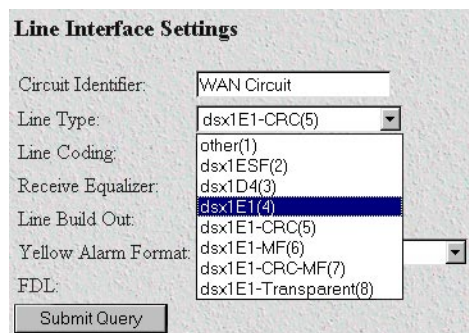 Line Interface Settings
Circuit Identifier: WAN Circuit
Line Type: dsx1E1-CRC(5)
Line Coding: other(1)
dsx1ESF(2)
Receive Equalizer: dsx1D4(3)
dsx1E1(4)
Line Build Out: dsx1E1-CRC(5)
Yellow Alarm Format: dsx1E1-MF(6)
dsx1E1-CRC-MF(7)
FDL: dsx1E1-Transparent(8)
Submit Query